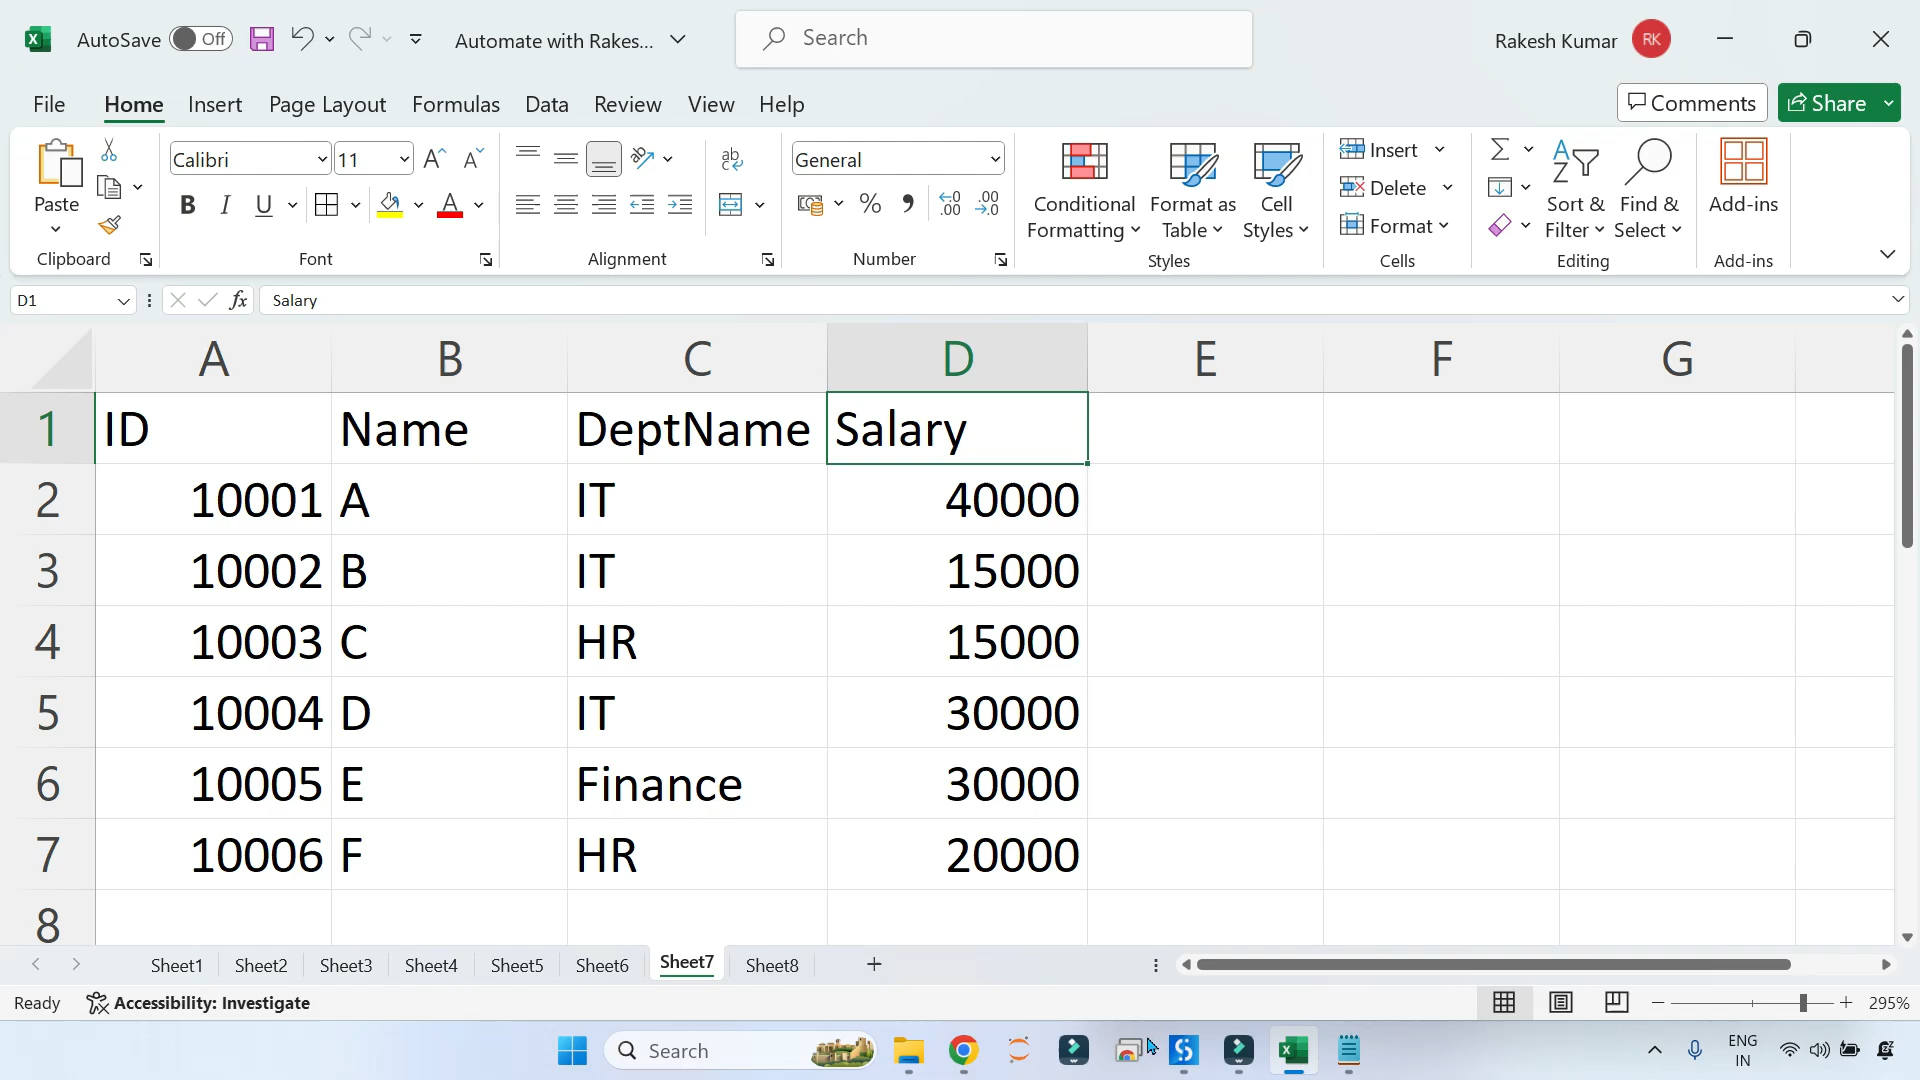 AutoSave Off Automate with Rakes... Search Rakesh Kumar RK
File Home Insert Page Layout Formulas Data Review View Help Comments Share
Paste
Clipboard
Calibri 11
B I U A
Font
ab
Alignment
General
% .00 .00
Number
Conditional Formatting
Format as Table
Cell Styles
Styles
Insert
Delete
Format
Cells
Sort & Filter
Find & Select
Editing
Add-ins
Add-ins
D1 fx Salary
A B C D E F G
1 ID Name DeptName Salary
2 10001 A IT 40000
3 10002 B IT 15000
4 10003 C HR 15000
5 10004 D IT 30000
6 10005 E Finance 30000
7 10006 F HR 20000
8
Sheet1 Sheet2 Sheet3 Sheet4 Sheet5 Sheet6 Sheet7 Sheet8 +
Ready Accessibility: Investigate 295%
Search ENG
IN